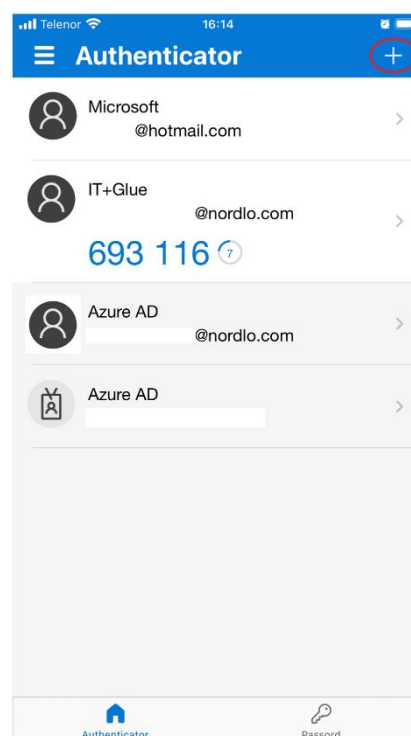 Telenor 16:14
Authenticator
Microsoft
@hotmail.com
IT+Glue
@nordlo.com
693 116 7
Azure AD
@nordlo.com
Azure AD
Authenticator Passord